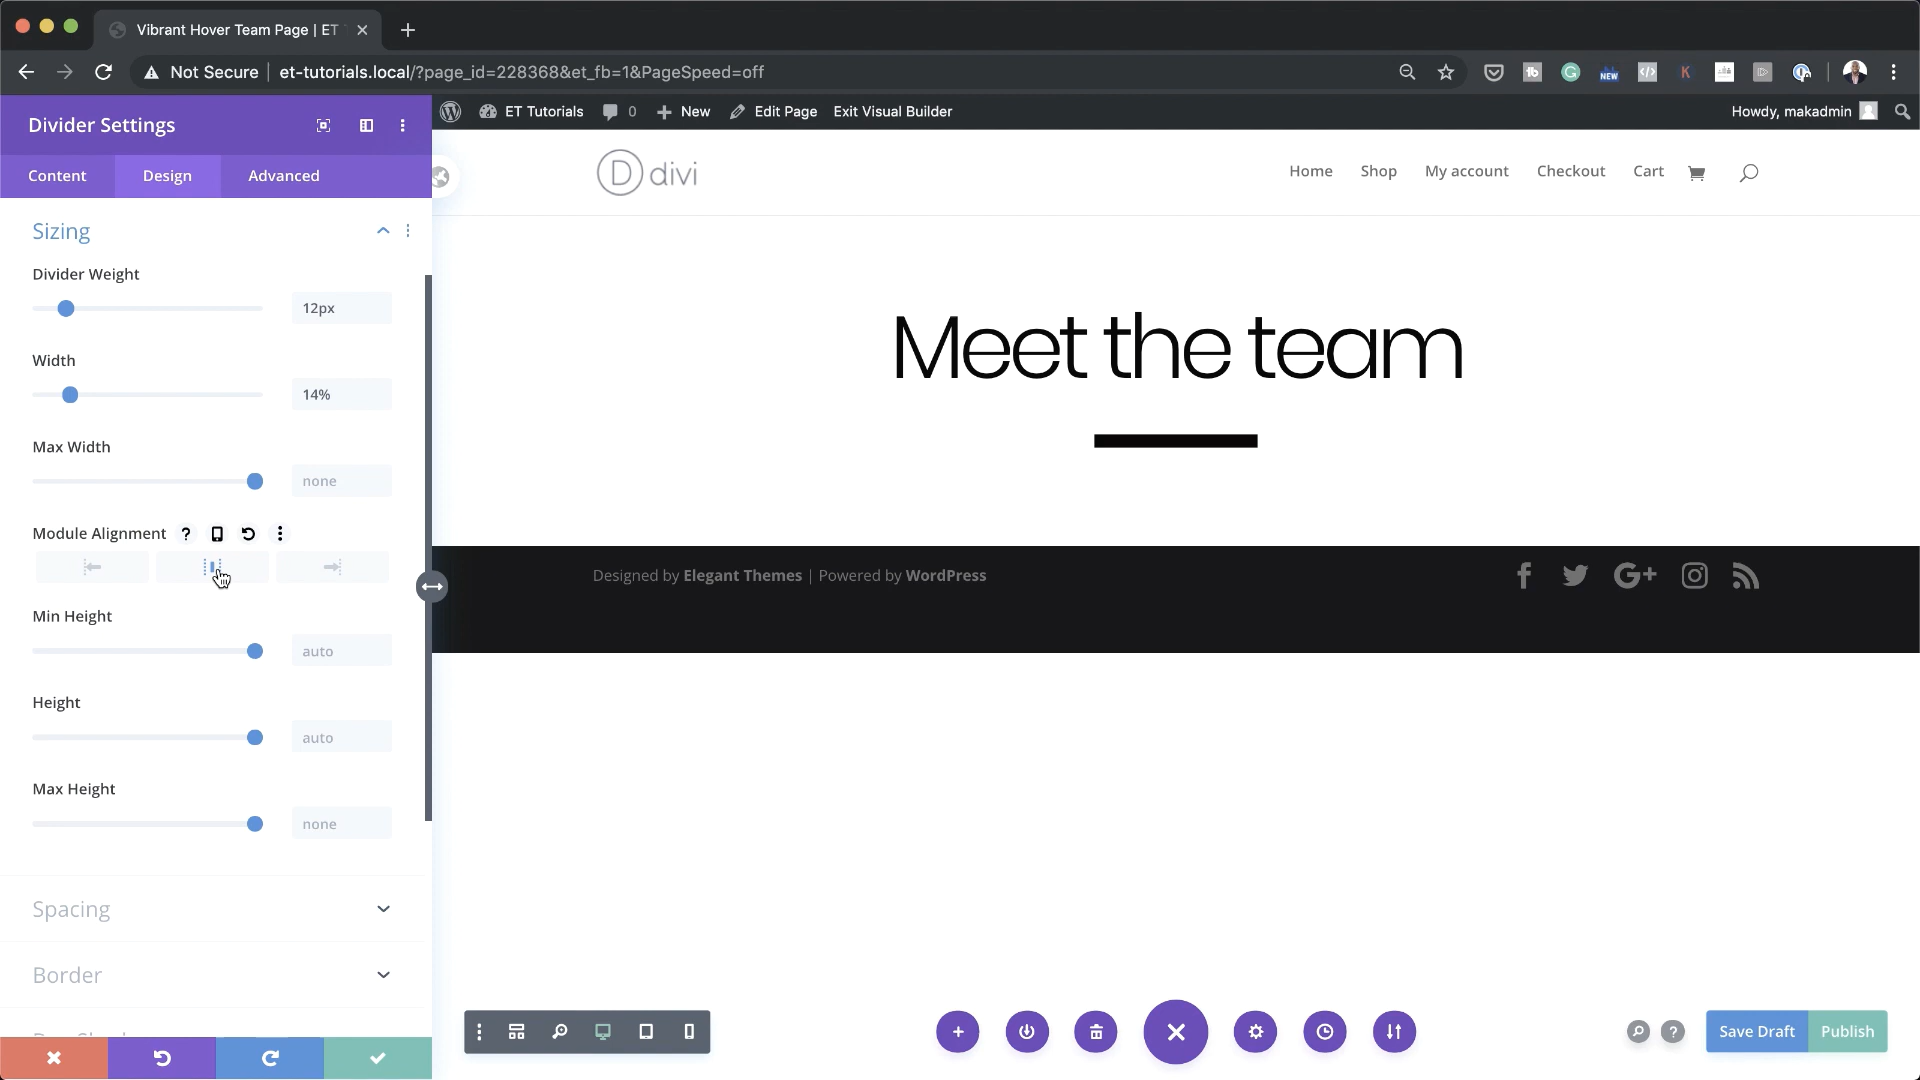 Vibrant Hover Team Page | ET
Not Secure
et-tutorials.local/?page_id=228368&et_fb=1&PageSpeed=off
NEW
Divider Settings
ET Tutorials
0
New
Edit Page
Exit Visual Builder
Howdy, makadmin
Content
Design
Advanced
D divi
Home
Shop
My account
Checkout
Cart
Sizing
Divider Weight
12px
Width
14%
Max Width
none
Module Alignment
Min Height
auto
Height
auto
Max Height
none
Meet the team
Designed by Elegant Themes | Powered by WordPress
Spacing
Border
Save Draft
Publish